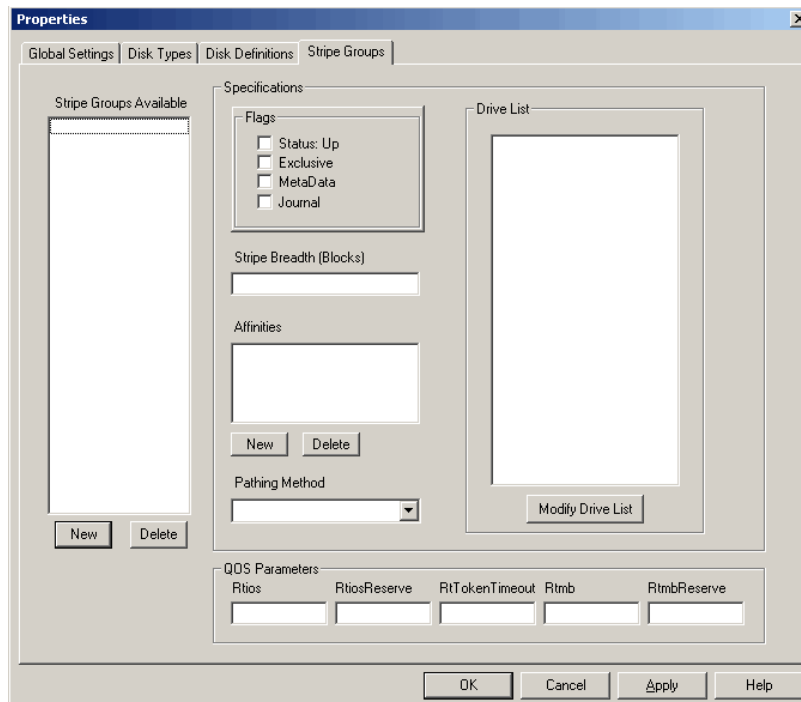 Properties
Global Settings
Disk Types
Disk Definitions
Stripe Groups
Stripe Groups Available
New
Delete
Specifications
Flags
Status: Up
Exclusive
MetaData
Journal
Stripe Breadth (Blocks)
Affinities
New
Delete
Pathing Method
Drive List
Modify Drive List
QOS Parameters
Rtios
RtiosReserve
RtTokenTimeout
Rtmb
RtmbReserve
OK
Cancel
Apply
Help